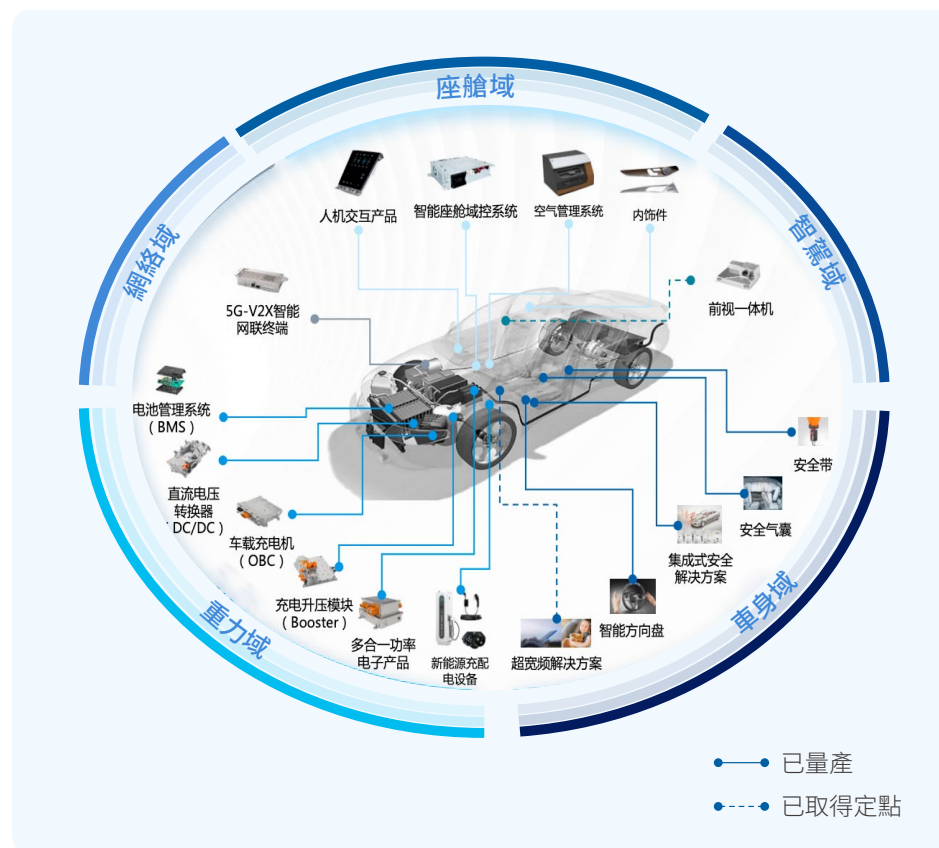 座艙域
人机交互产品
智能座舱域控系统
空气管理系统
内饰件
網絡域
智駕域
5G-V2X智能
网联终端
前视一体机
电池管理系统
（BMS）
直流电压
转换器
DC/DC）
车载充电机
（OBC）
充电升压模块
（Booster）
多合一功率
电子产品
新能源充配
电设备
超宽频解决方案
智能方向盘
集成式安全
解决方案
安全气囊
安全带
重力域
車身域
已量產
已取得定點